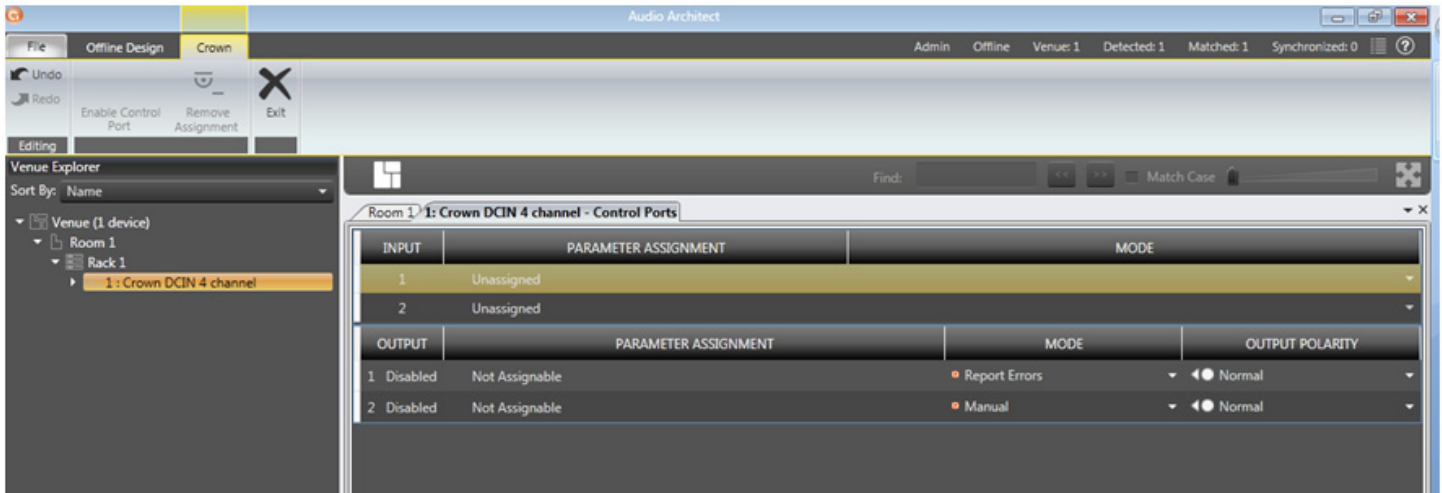 Audio Architect
File Offline Design Crown Admin Offline Venue: 1 Detected: 1 Matched: 1 Synchronized: 0 ?
Undo
Redo
Enable Control Port
Remove Assignment
Exit
Editing
Venue Explorer
Sort By: Name
Venue (1 device)
Room 1
Rack 1
1 : Crown DCIN 4 channel
Find: << >> Match Case
Room 1 1: Crown DCIN 4 channel - Control Ports
INPUT PARAMETER ASSIGNMENT MODE
1 Unassigned
2 Unassigned
OUTPUT PARAMETER ASSIGNMENT MODE OUTPUT POLARITY
1 Disabled Not Assignable Report Errors Normal
2 Disabled Not Assignable Manual Normal